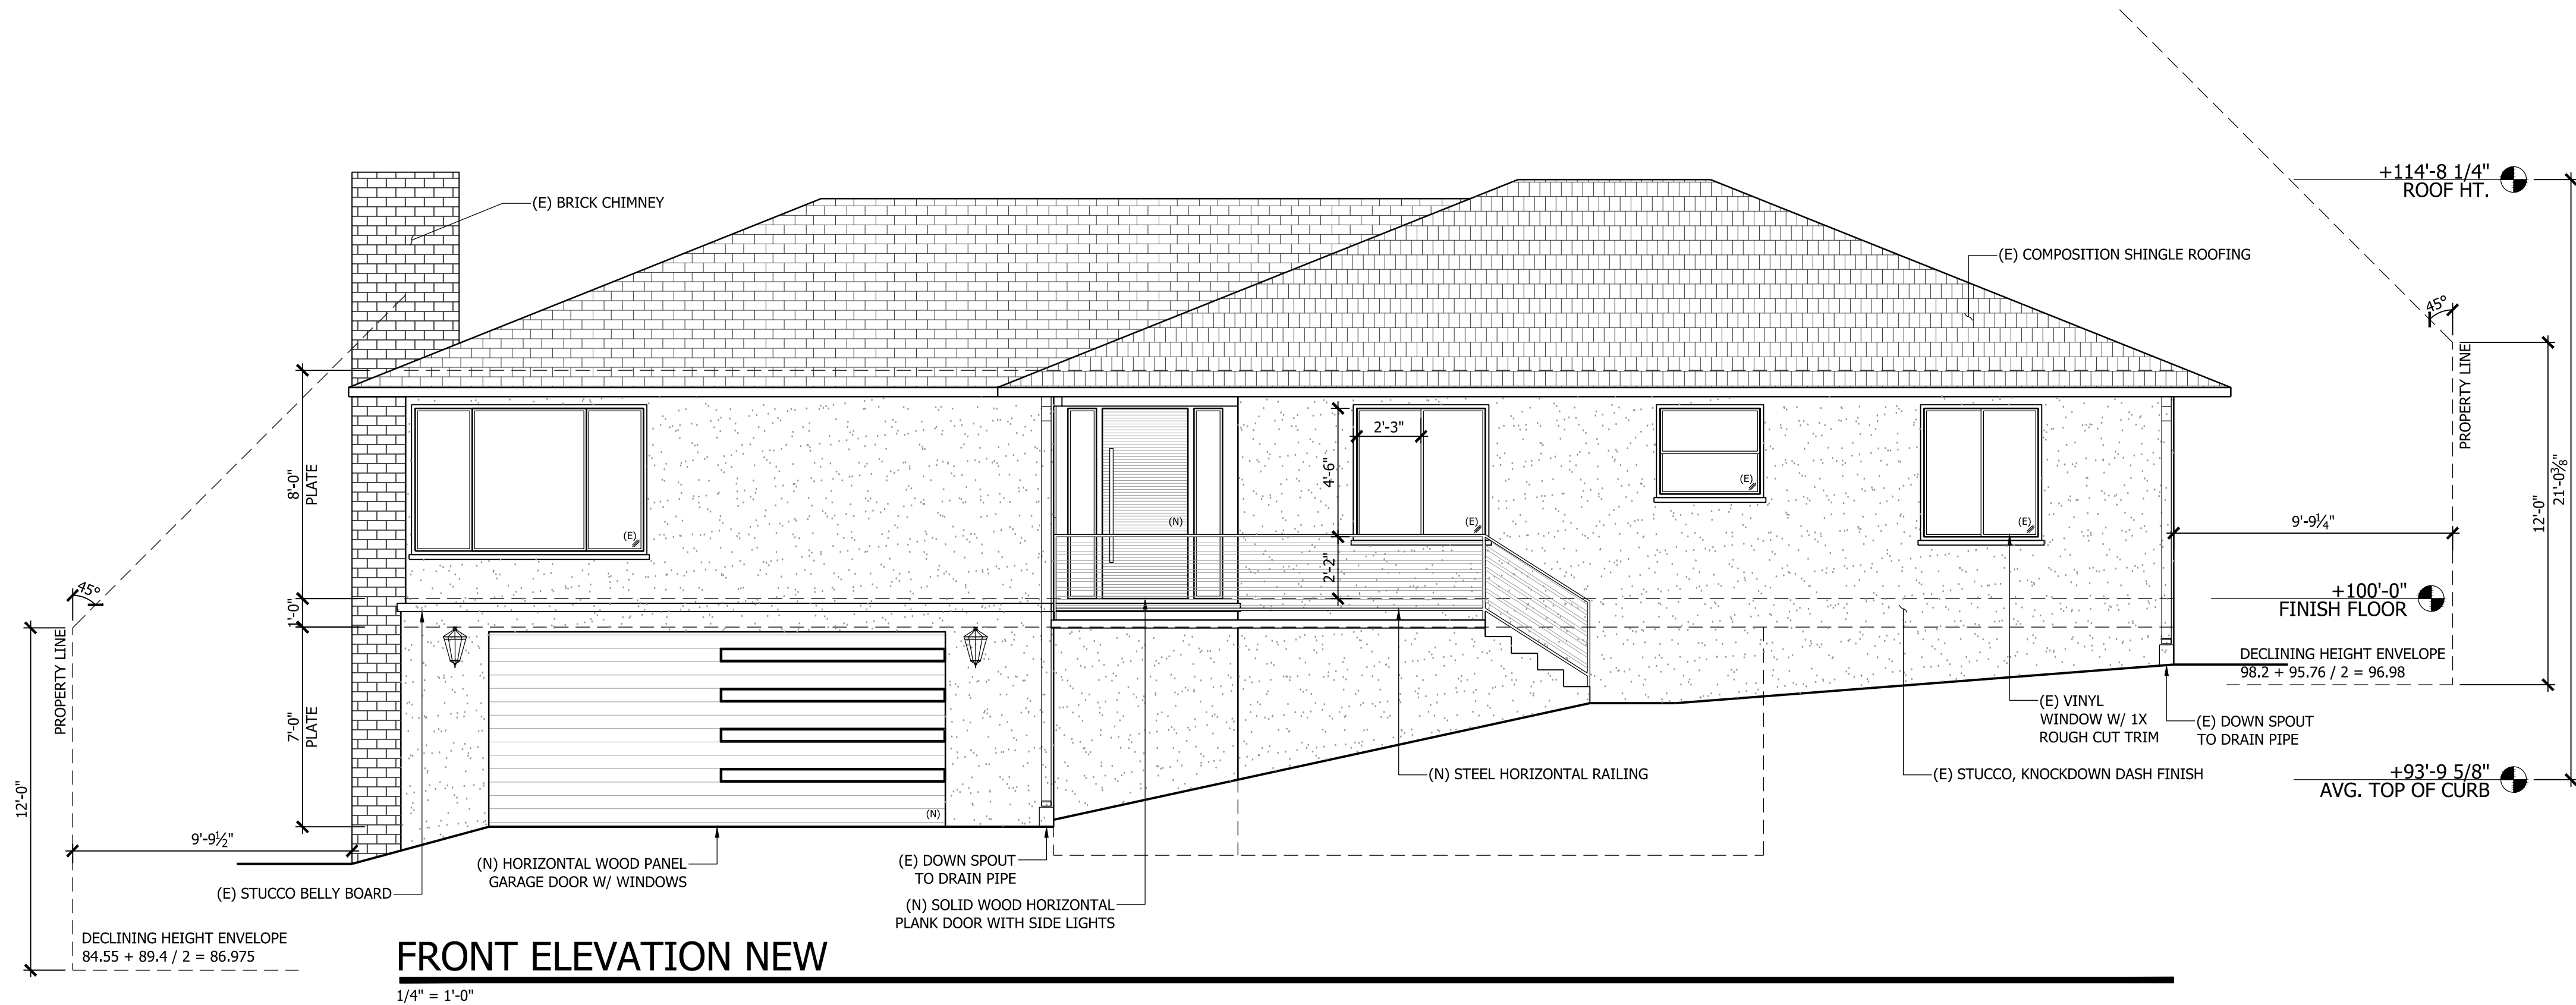 +114'-8 1/4"
ROOF HT.
(E) BRICK CHIMNEY
(E) COMPOSITION SHINGLE ROOFING
45°
PROPERTY LINE
8'-0"
PLATE
2'-3"
4'-6"
(E)
(E)
(E)
(E)
(N)
21'-0⅜"
12'-0"
9'-9¼"
2'-2"
45°
1'-0"
+100'-0"
FINISH FLOOR
PROPERTY LINE
DECLINING HEIGHT ENVELOPE
98.2 + 95.76 / 2 = 96.98
(E) VINYL
WINDOW W/ 1X
ROUGH CUT TRIM
(E) DOWN SPOUT
TO DRAIN PIPE
7'-0"
PLATE
12'-0"
(N) STEEL HORIZONTAL RAILING
(E) STUCCO, KNOCKDOWN DASH FINISH
+93'-9 5/8"
AVG. TOP OF CURB
(N)
9'-9½"
(N) HORIZONTAL WOOD PANEL
GARAGE DOOR W/ WINDOWS
(E) DOWN SPOUT
TO DRAIN PIPE
(E) STUCCO BELLY BOARD
(N) SOLID WOOD HORIZONTAL
PLANK DOOR WITH SIDE LIGHTS
DECLINING HEIGHT ENVELOPE
84.55 + 89.4 / 2 = 86.975
FRONT ELEVATION NEW
1/4" = 1'-0"